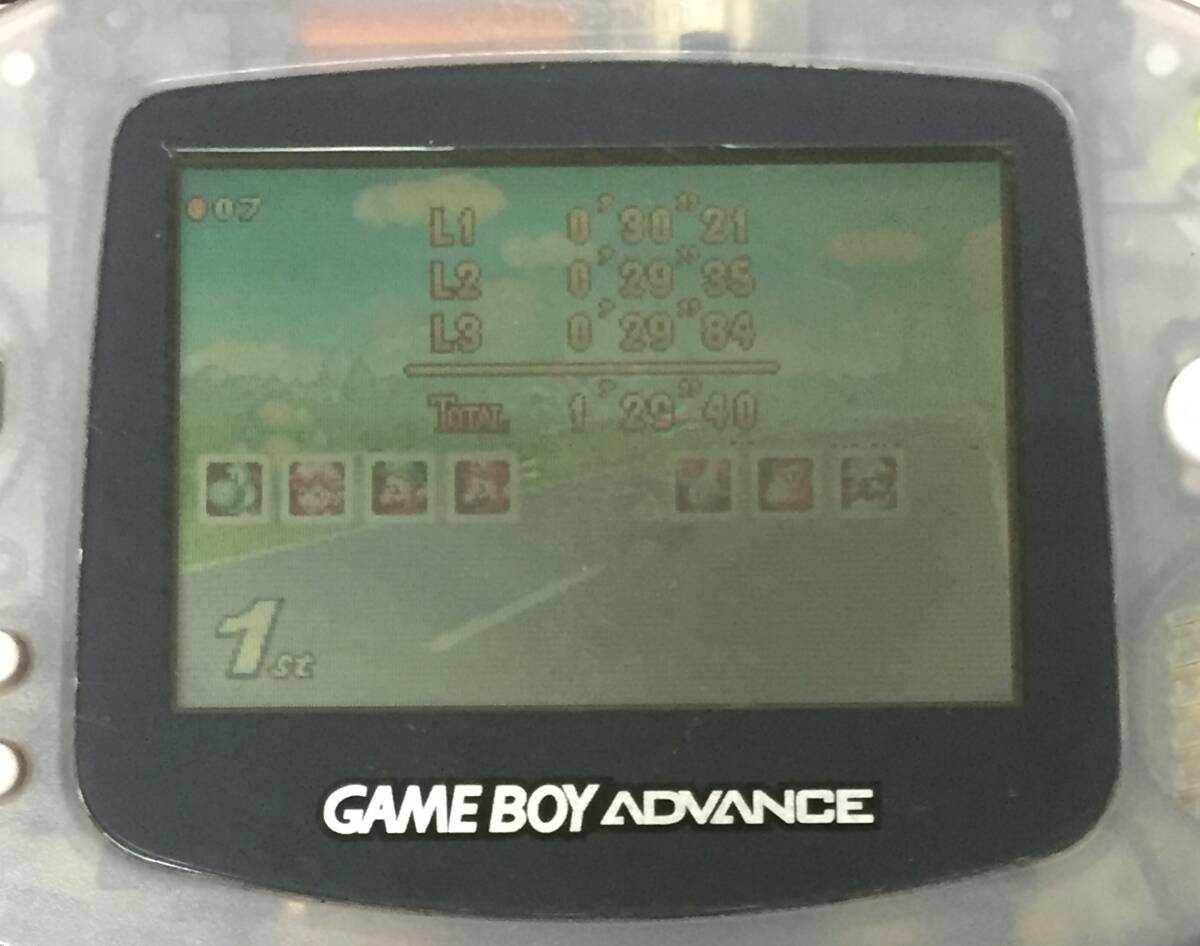 07
L1 0'30"21
L2 0'29"35
L3 0'29"84
TOTAL 1'29"40
1st
GAME BOY ADVANCE